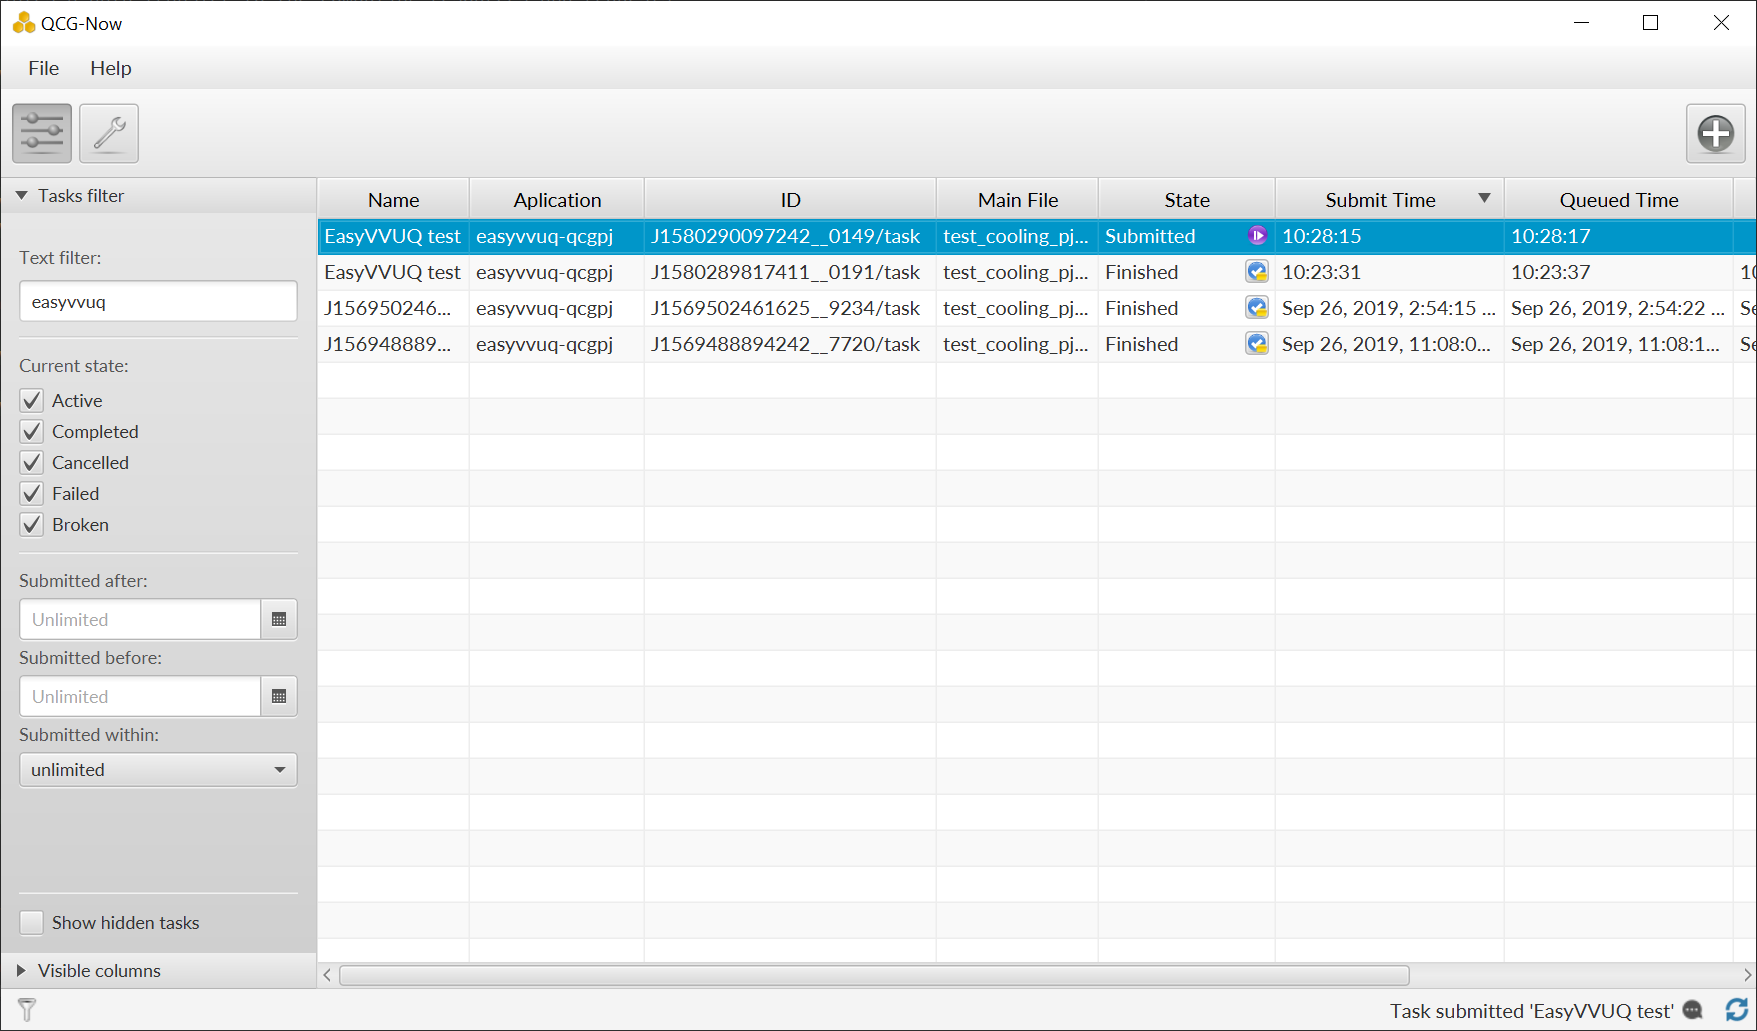 QCG-Now
File Help
Tasks filter
Text filter:
easyvvuq
Current state:
Active
Completed
Cancelled
Failed
Broken
Submitted after:
Unlimited
Submitted before:
Unlimited
Submitted within:
unlimited
Show hidden tasks
Visible columns
Name Aplication ID Main File State Submit Time Queued Time
EasyVVUQ test easyvvuq-qcgpj J1580290097242__0149/task test_cooling_pj... Submitted 10:28:15 10:28:17
EasyVVUQ test easyvvuq-qcgpj J1580289817411__0191/task test_cooling_pj... Finished 10:23:31 10:23:37 10
J156950246... easyvvuq-qcgpj J1569502461625__9234/task test_cooling_pj... Finished Sep 26, 2019, 2:54:15 ... Sep 26, 2019, 2:54:22 ... Se
J156948889... easyvvuq-qcgpj J1569488894242__7720/task test_cooling_pj... Finished Sep 26, 2019, 11:08:0... Sep 26, 2019, 11:08:1... Se
Task submitted 'EasyVVUQ test'